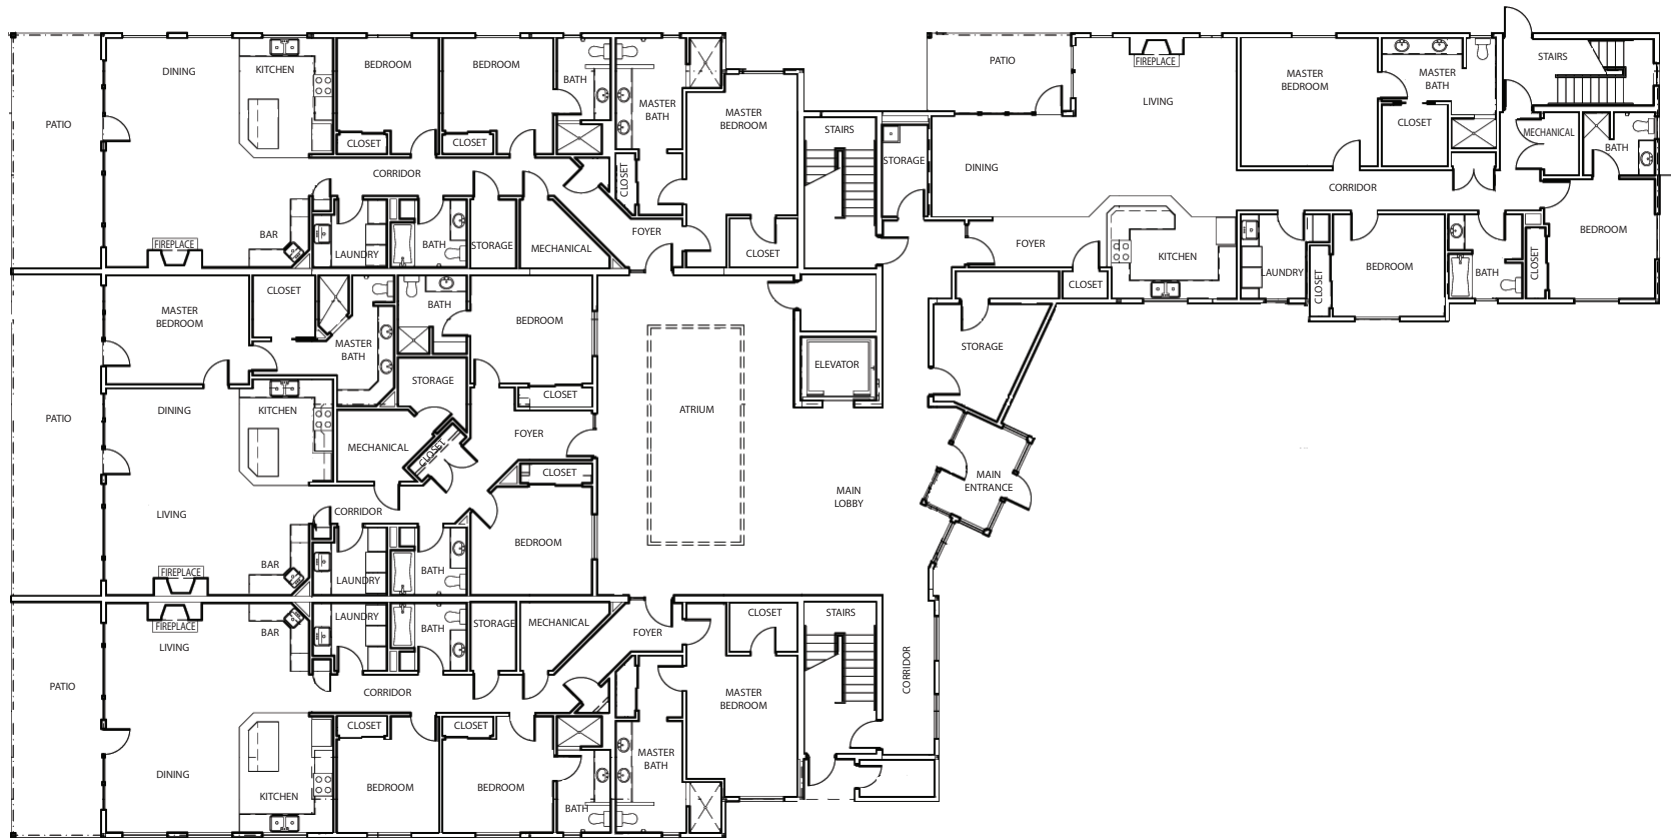 DINING
KITCHEN
BEDROOM
BEDROOM
BATH
MASTER
BATH
MASTER
BEDROOM
PATIO
CLOSET
CLOSET
CLOSET
CORRIDOR
BAR
FIREPLACE
LAUNDRY
BATH
STORAGE
MECHANICAL
FOYER
CLOSET
STAIRS
STORAGE
PATIO
FIREPLACE
LIVING
DINING
MASTER
BEDROOM
MASTER
BATH
CLOSET
STAIRS
MECHANICAL
BATH
CORRIDOR
FOYER
KITCHEN
CLOSET
LAUNDRY
CLOSET
BEDROOM
BATH
CLOSET
BEDROOM
STORAGE
MASTER
BEDROOM
CLOSET
MASTER
BATH
BATH
BEDROOM
STORAGE
CLOSET
PATIO
DINING
KITCHEN
MECHANICAL
CLOSET
FOYER
CLOSET
ATRIUM
ELEVATOR
MAIN
LOBBY
MAIN
ENTRANCE
LIVING
CORRIDOR
BEDROOM
BAR
FIREPLACE
LAUNDRY
BATH
FIREPLACE
LIVING
BAR
LAUNDRY
BATH
STORAGE
MECHANICAL
FOYER
CLOSET
STAIRS
PATIO
CORRIDOR
MASTER
BEDROOM
CORRIDOR
CLOSET
CLOSET
DINING
KITCHEN
BEDROOM
BEDROOM
BATH
MASTER
BATH